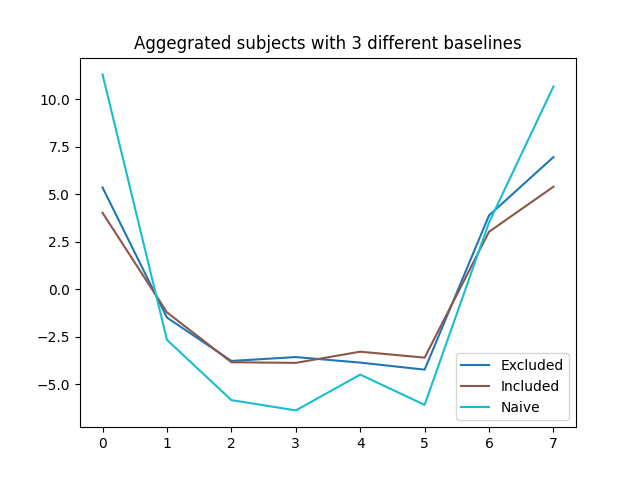 Aggegrated subjects with 3 different baselines
10.0
7.5
5.0
2.5
0.0
−2.5
−5.0
Excluded
Included
Naive
0 1 2 3 4 5 6 7